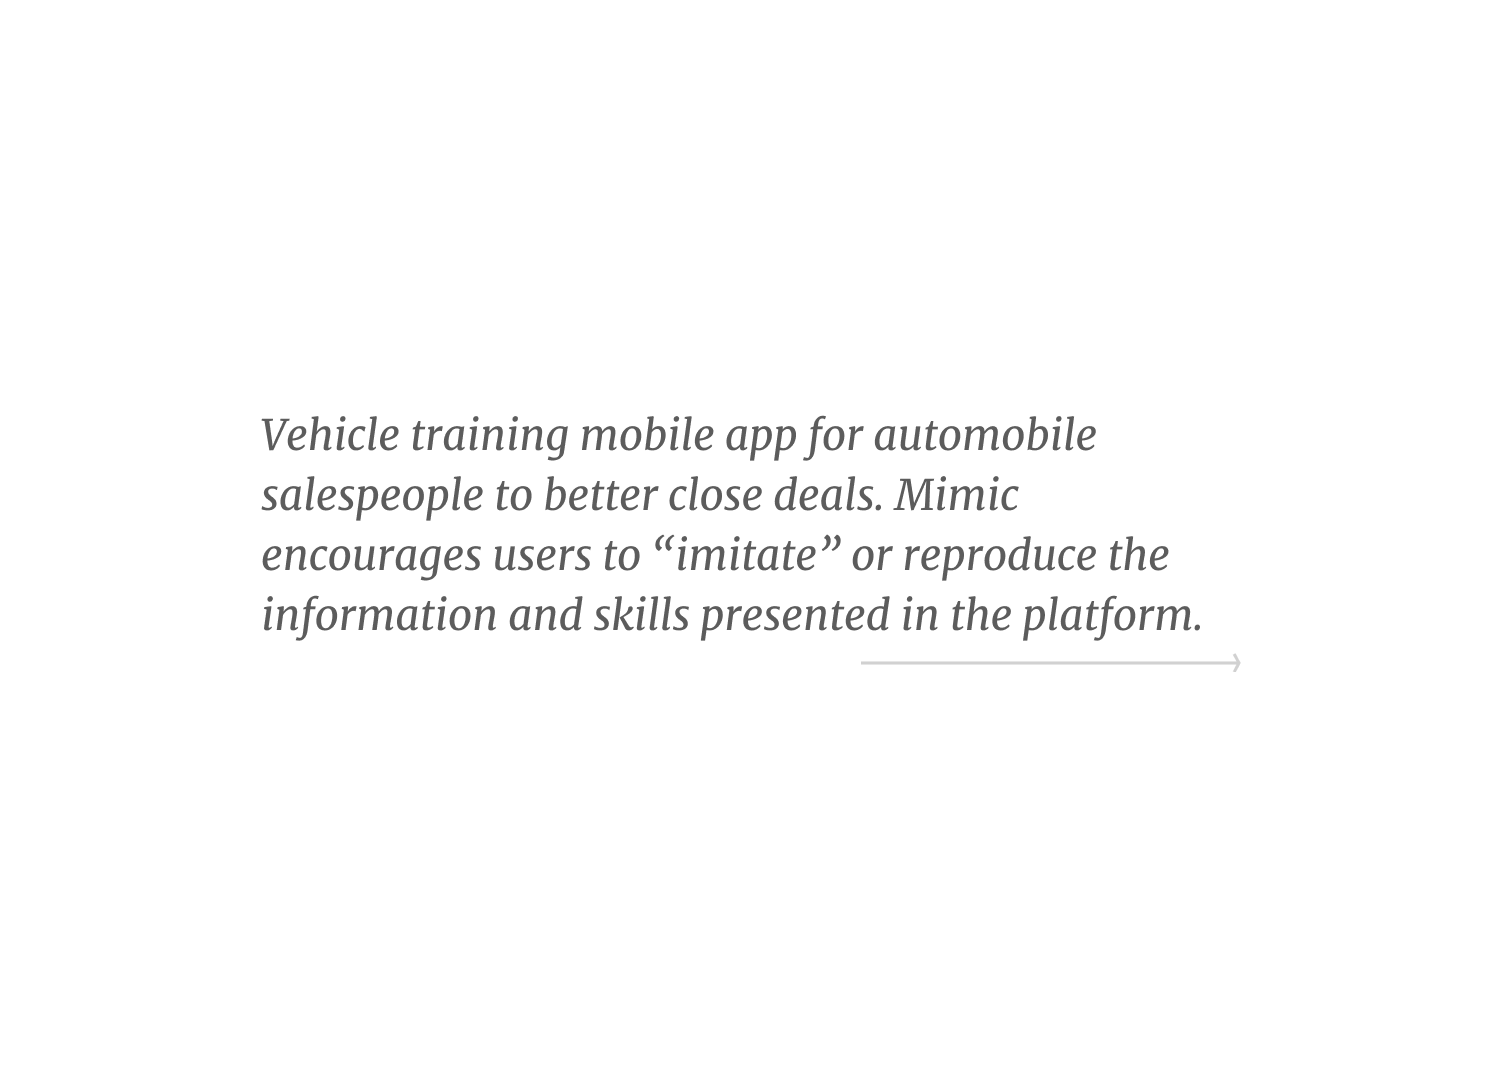 Vehicle training mobile app for automobile
salespeople to better close deals. Mimic
encourages users to “imitate” or reproduce the
information and skills presented in the platform.